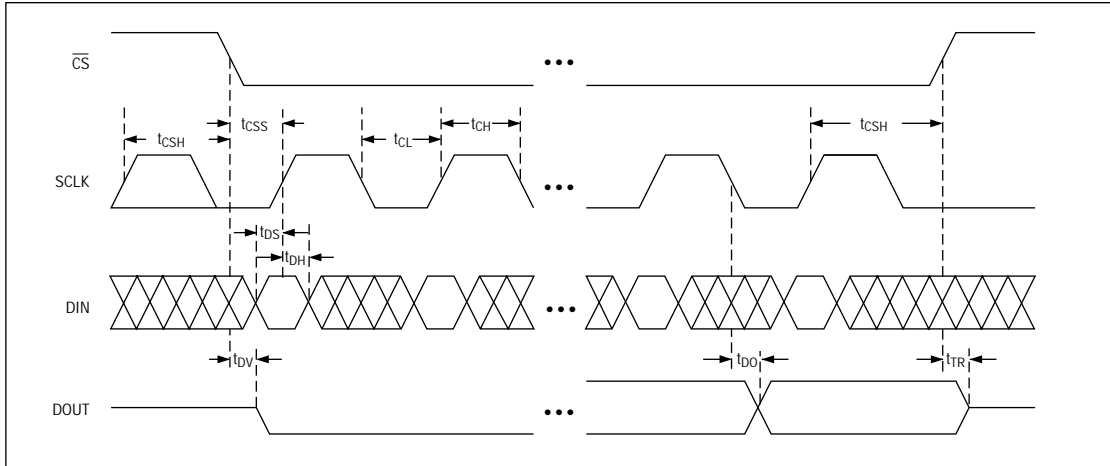 CS
tCSH
tCSS
tCL
tCH
tCSH
SCLK
tDS
tDH
DIN
tDV
tDO
tTR
DOUT